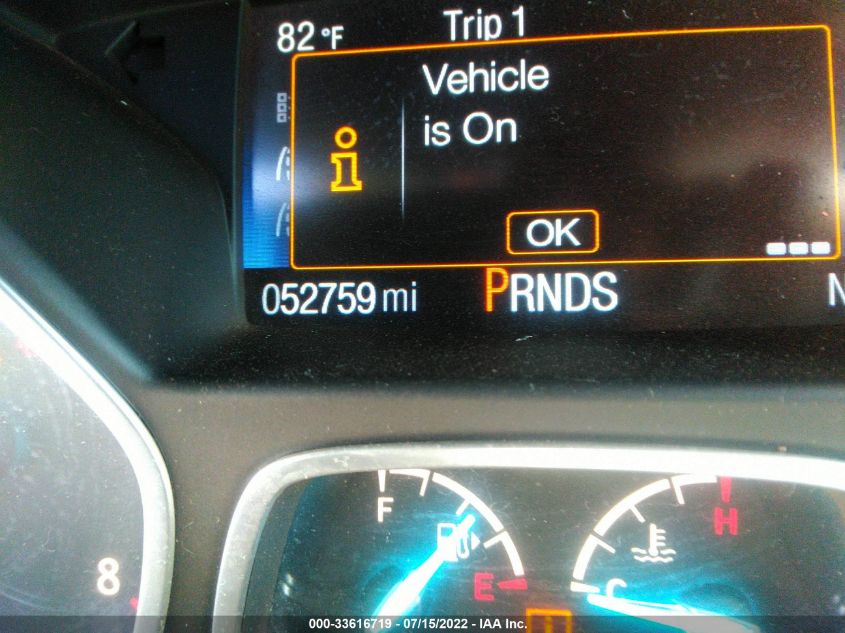 82 °F
Trip 1
Vehicle
is On
OK
052759 mi
PRNDS
N
F
E
H
C
8
000-33616719 - 07/15/2022 - IAA Inc.